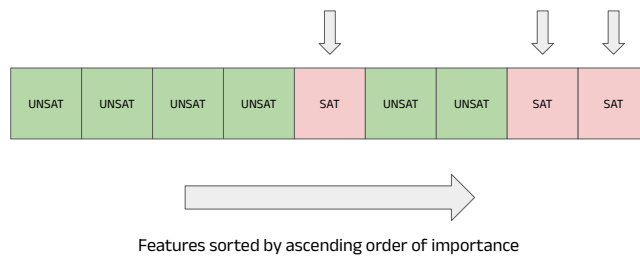 UNSAT UNSAT UNSAT UNSAT SAT UNSAT UNSAT SAT SAT
Features sorted by ascending order of importance